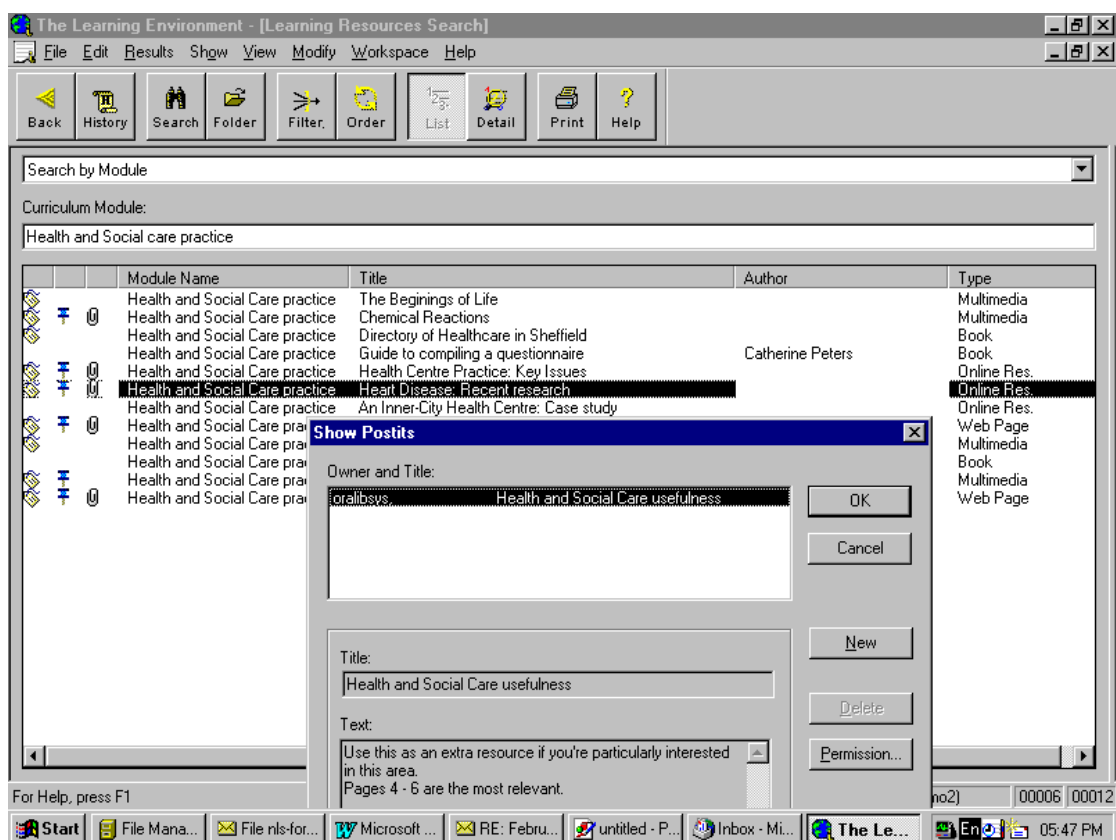 The Learning Environment - [Learning Resources Search]
File Edit Results Show View Modify Workspace Help
Back History Search Folder Filter. Order List Detail Print Help
Search by Module
Curriculum Module:
Health and Social care practice
Module Name Title Author Type
Health and Social Care practice The Beginings of Life Multimedia
Health and Social Care practice Chemical Reactions Multimedia
Health and Social Care practice Directory of Healthcare in Sheffield Book
Health and Social Care practice Guide to compiling a questionnaire Catherine Peters Book
Health and Social Care practice Health Centre Practice: Key Issues Online Res.
Health and Social Care practice Heart Disease: Recent research Online Res.
Health and Social Care practice An Inner-City Health Centre: Case study Online Res.
Health and Social Care pra Web Page
Health and Social Care pra Multimedia
Health and Social Care pra Book
Health and Social Care pra Multimedia
Health and Social Care pra Web Page
Show Postits
Owner and Title:
oralibsys, Health and Social Care usefulness
OK
Cancel
New
Title:
Health and Social Care usefulness
Delete
Text:
Use this as an extra resource if you're particularly interested
in this area.
Pages 4 - 6 are the most relevant.
Permission...
For Help, press F1 no2) 00006 00012
Start File Mana... File nls-for... Microsoft ... RE: Febru... untitled - P... Inbox - Mi... The Le... En 05:47 PM